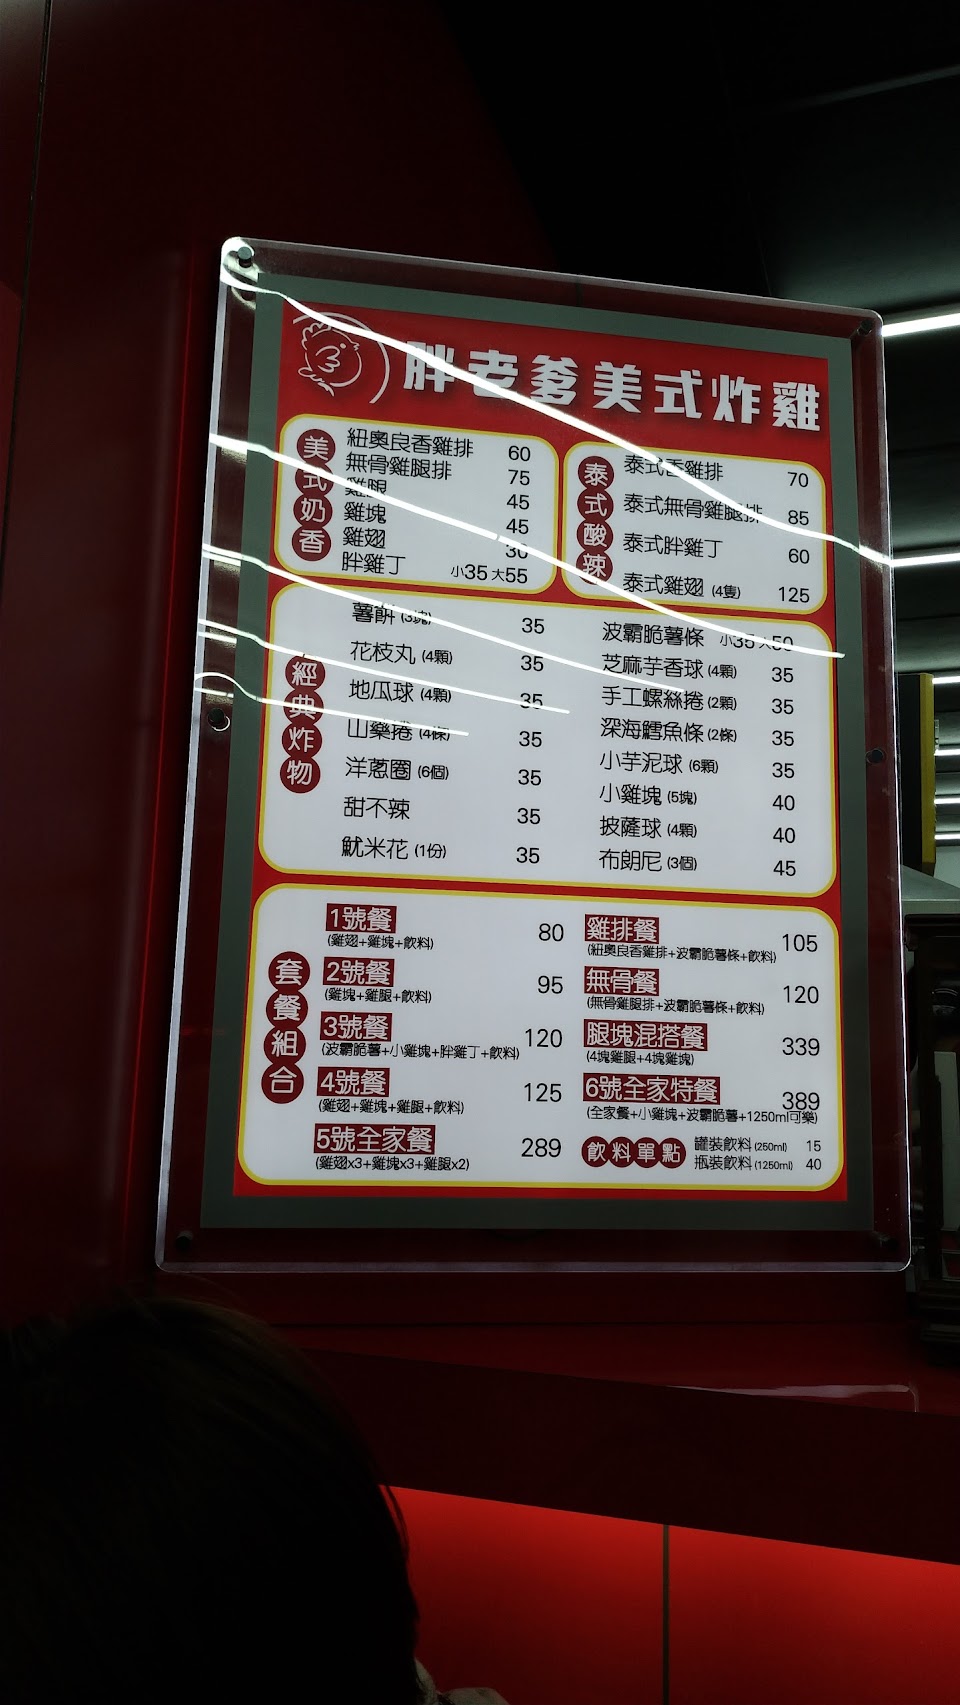 胖老爹美式炸雞
美式奶香
紐奧良香雞排 60
無骨雞腿排 75
雞腿 45
雞塊 45
雞翅 30
胖雞丁 小35 大55
泰式酸辣
泰式香雞排 70
泰式無骨雞腿排 85
泰式胖雞丁 60
泰式雞翅 (4隻) 125
經典炸物
薯餅 (3塊) 35
花枝丸 (4顆) 35
地瓜球 (4顆) 35
山藥捲 (4條) 35
洋蔥圈 (6個) 35
甜不辣 35
魷米花 (1份) 35
波霸脆薯條 小35 大50
芝麻芋香球 (4顆) 35
手工螺絲捲 (2顆) 35
深海鱈魚條 (2條) 35
小芋泥球 (6顆) 35
小雞塊 (5塊) 40
披薩球 (4顆) 40
布朗尼 (3個) 45
套餐組合
1號餐 80
(雞翅+雞塊+飲料)
2號餐 95
(雞塊+雞腿+飲料)
3號餐 120
(波霸脆薯+小雞塊+胖雞丁+飲料)
4號餐 125
(雞翅+雞塊+雞腿+飲料)
5號全家餐 289
(雞翅x3+雞塊x3+雞腿x2)
雞排餐 105
(紐奧良香雞排+波霸脆薯條+飲料)
無骨餐 120
(無骨雞腿排+波霸脆薯條+飲料)
腿塊混搭餐 339
(4塊雞腿+4塊雞塊)
6號全家特餐 389
(全家餐+小雞塊+波霸脆薯+1250ml可樂)
飲料單點
罐裝飲料 (250ml) 15
瓶裝飲料 (1250ml) 40